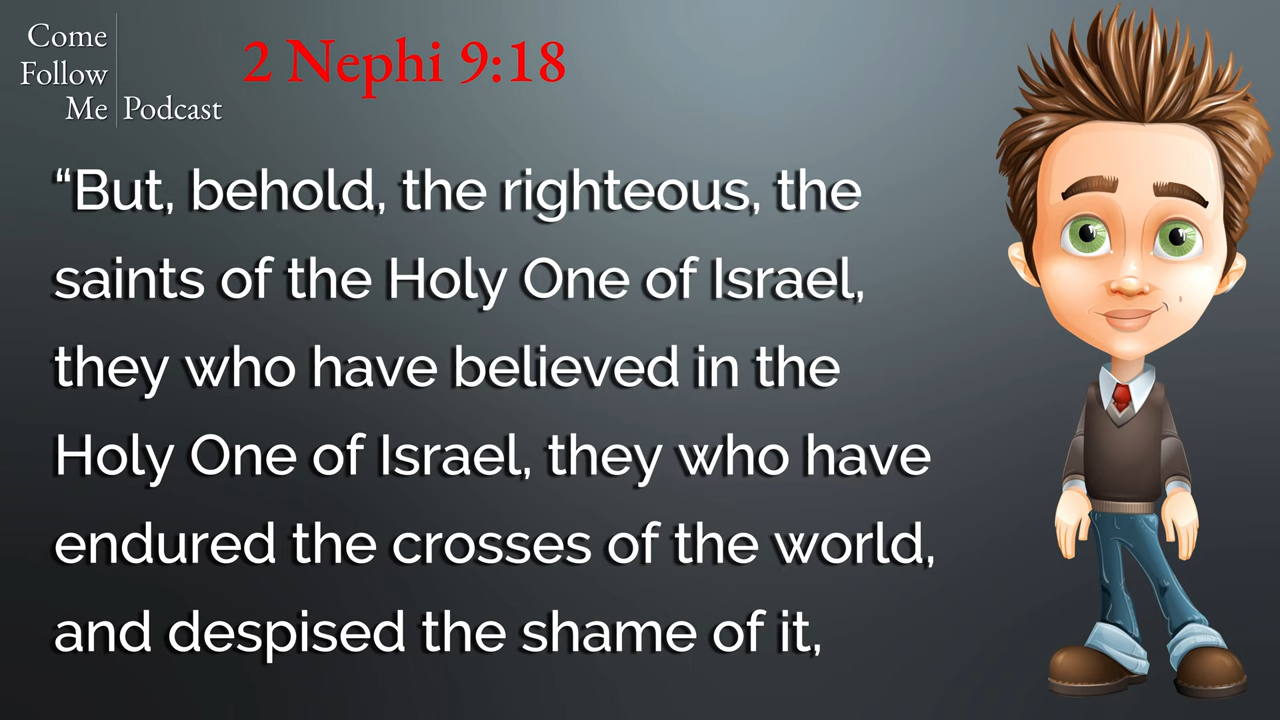 Come
Follow
Me Podcast
2 Nephi 9:18
“But, behold, the righteous, the
saints of the Holy One of Israel,
they who have believed in the
Holy One of Israel, they who have
endured the crosses of the world,
and despised the shame of it,